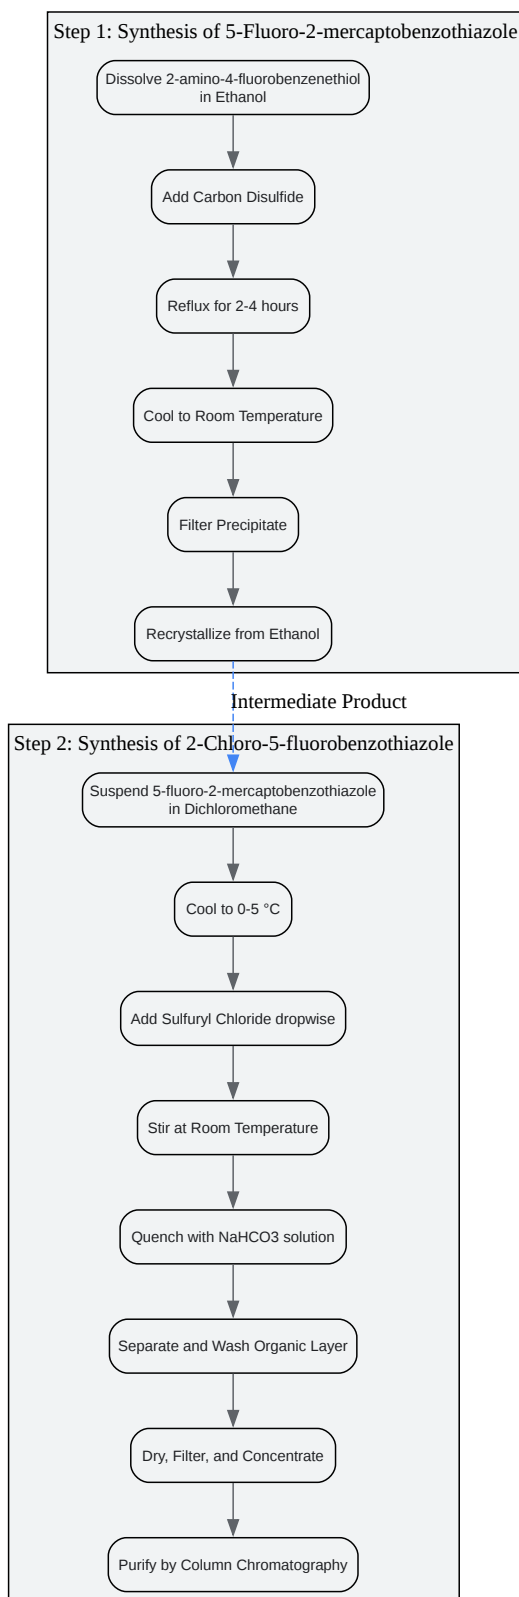 Step 1: Synthesis of 5-Fluoro-2-mercaptobenzothiazole
Dissolve 2-amino-4-fluorobenzenethiol
in Ethanol
Add Carbon Disulfide
Reflux for 2-4 hours
Cool to Room Temperature
Filter Precipitate
Recrystallize from Ethanol
Intermediate Product
Step 2: Synthesis of 2-Chloro-5-fluorobenzothiazole
Suspend 5-fluoro-2-mercaptobenzothiazole
in Dichloromethane
Cool to 0-5 °C
Add Sulfuryl Chloride dropwise
Stir at Room Temperature
Quench with NaHCO3 solution
Separate and Wash Organic Layer
Dry, Filter, and Concentrate
Purify by Column Chromatography